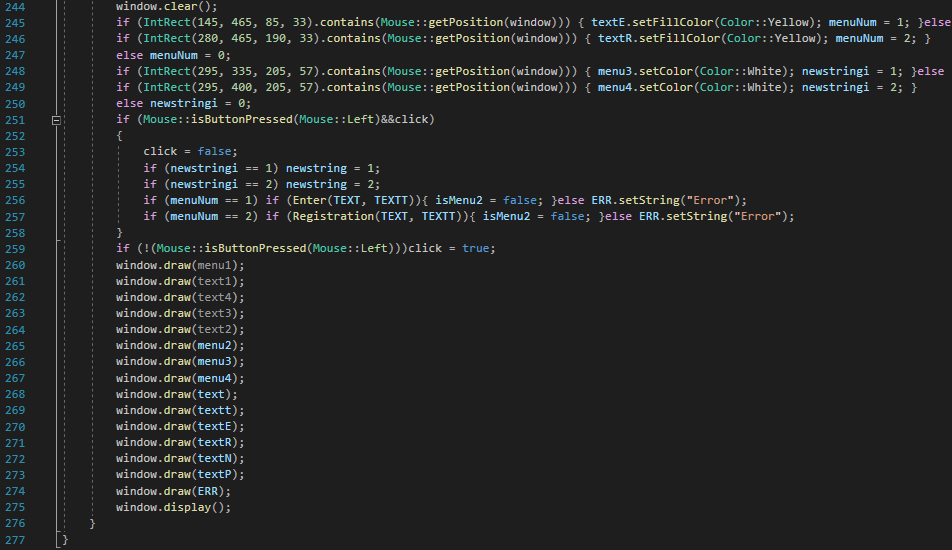 244 window.clear();
245 if (IntRect(145, 465, 85, 33).contains(Mouse::getPosition(window))) { textE.setFillColor(Color::Yellow); menuNum = 1; }else
246 if (IntRect(280, 465, 190, 33).contains(Mouse::getPosition(window))) { textR.setFillColor(Color::Yellow); menuNum = 2; }
247 else menuNum = 0;
248 if (IntRect(295, 335, 205, 57).contains(Mouse::getPosition(window))) { menu3.setColor(Color::White); newstringi = 1; }else
249 if (IntRect(295, 400, 205, 57).contains(Mouse::getPosition(window))) { menu4.setColor(Color::White); newstringi = 2; }
250 else newstringi = 0;
251 if (Mouse::isButtonPressed(Mouse::Left)&&click)
252 {
253 click = false;
254 if (newstringi == 1) newstring = 1;
255 if (newstringi == 2) newstring = 2;
256 if (menuNum == 1) if (Enter(TEXT, TEXTT)){ isMenu2 = false; }else ERR.setString("Error");
257 if (menuNum == 2) if (Registration(TEXT, TEXTT)){ isMenu2 = false; }else ERR.setString("Error");
258 }
259 if (!(Mouse::isButtonPressed(Mouse::Left)))click = true;
260 window.draw(menu1);
261 window.draw(text1);
262 window.draw(text4);
263 window.draw(text3);
264 window.draw(text2);
265 window.draw(menu2);
266 window.draw(menu3);
267 window.draw(menu4);
268 window.draw(text);
269 window.draw(textt);
270 window.draw(textE);
271 window.draw(textR);
272 window.draw(textN);
273 window.draw(textP);
274 window.draw(ERR);
275 window.display();
276 }
277 }